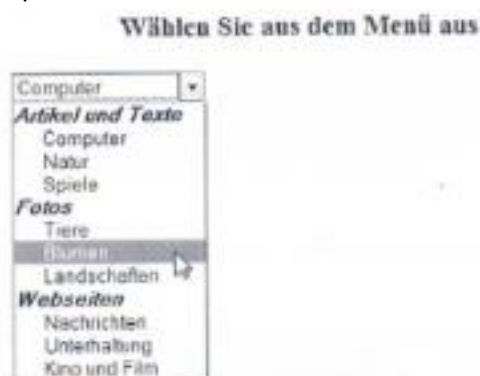 Wählen Sie aus dem Menü aus
Computer
Artikel und Texte
Computer
Natur
Spiele
Fotos
Tiere
Blumen
Landschaften
Webseiten
Nachrichten
Unterhaltung
Kino und Film